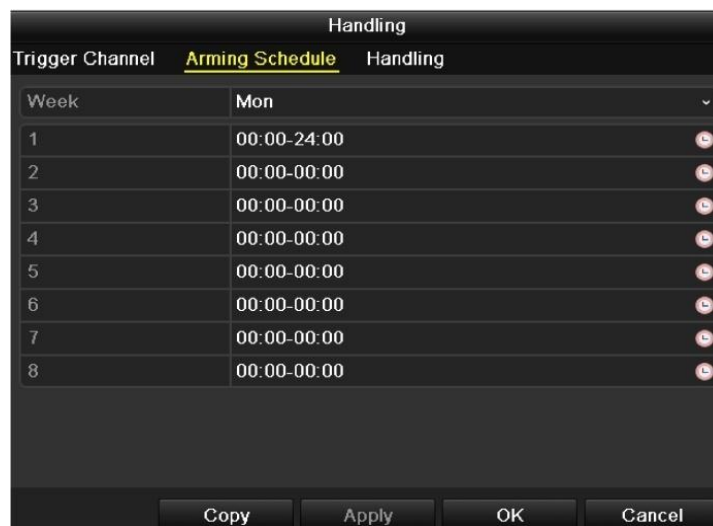 Handling
Trigger Channel Arming Schedule Handling
Week Mon
1 00:00-24:00
2 00:00-00:00
3 00:00-00:00
4 00:00-00:00
5 00:00-00:00
6 00:00-00:00
7 00:00-00:00
8 00:00-00:00
Copy Apply OK Cancel